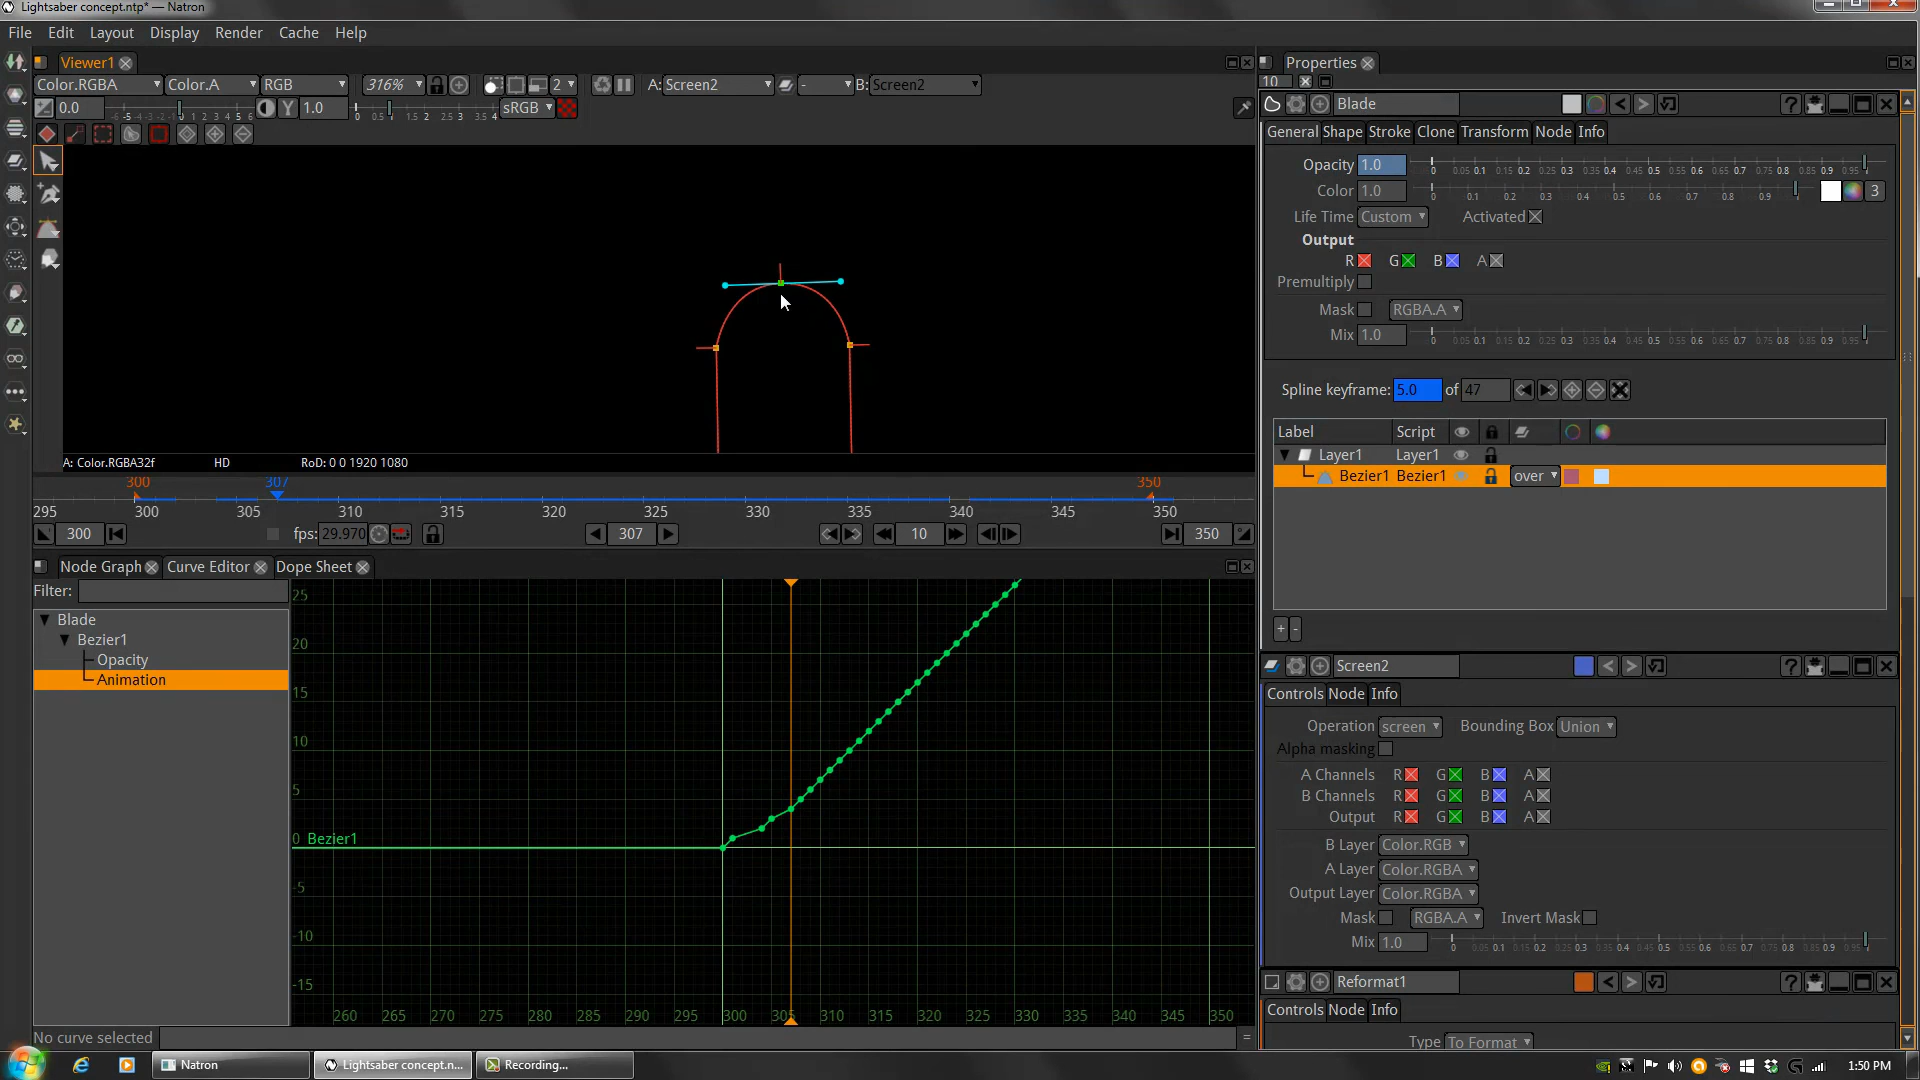 Lightsaber concept.ntp* — Natron
File Edit Layout Display Render Cache Help
Viewer1
Properties
Color.RGBA Color.A RGB 316% 2 A: Screen2 - B: Screen2
10
0.0 Y 1.0 sRGB
Blade
General Shape Stroke Clone Transform Node Info
Opacity 1.0
Color 1.0 3
Life Time Custom Activated
Output
R G B A
Premultiply
Mask RGBA.A
Mix 1.0
Spline keyframe: 5.0 of 47
Label Script
Layer1 Layer1
Bezier1 Bezier1 over
+ -
A: Color.RGBA32f HD RoD: 0 0 1920 1080
300 307 350
295 300 305 310 315 320 325 330 335 340 345 350
300 fps: 29.970 307 10 350
Node Graph Curve Editor Dope Sheet
Filter:
Blade
Bezier1
Opacity
Animation
25
20
15
10
5
0 Bezier1
-5
-10
-15
260 265 270 275 280 285 290 295 300 305 310 315 320 325 330 335 340 345 350
No curve selected =
Screen2
Controls Node Info
Operation screen Bounding Box Union
Alpha masking
A Channels R G B A
B Channels R G B A
Output R G B A
B Layer Color.RGB
A Layer Color.RGBA
Output Layer Color.RGBA
Mask RGBA.A Invert Mask
Mix 1.0
Reformat1
Controls Node Info
Type To Format
Natron Lightsaber concept.n... Recording... 1:50 PM